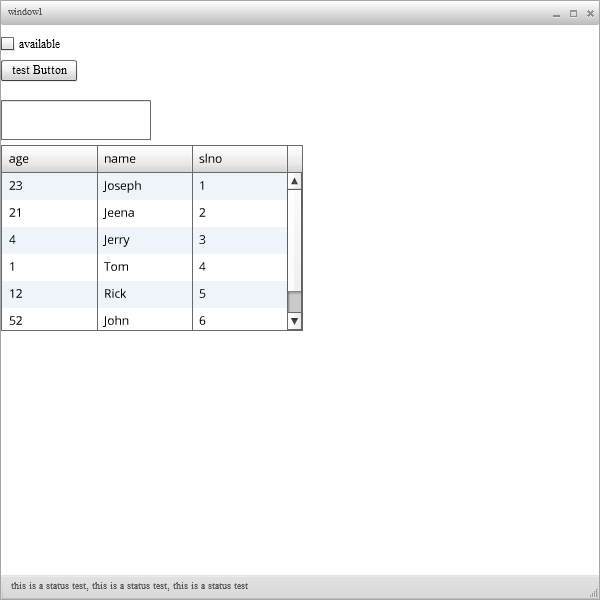 window1
available
test Button
age name slno
23 Joseph 1
21 Jeena 2
4 Jerry 3
1 Tom 4
12 Rick 5
52 John 6
this is a status test, this is a status test, this is a status test